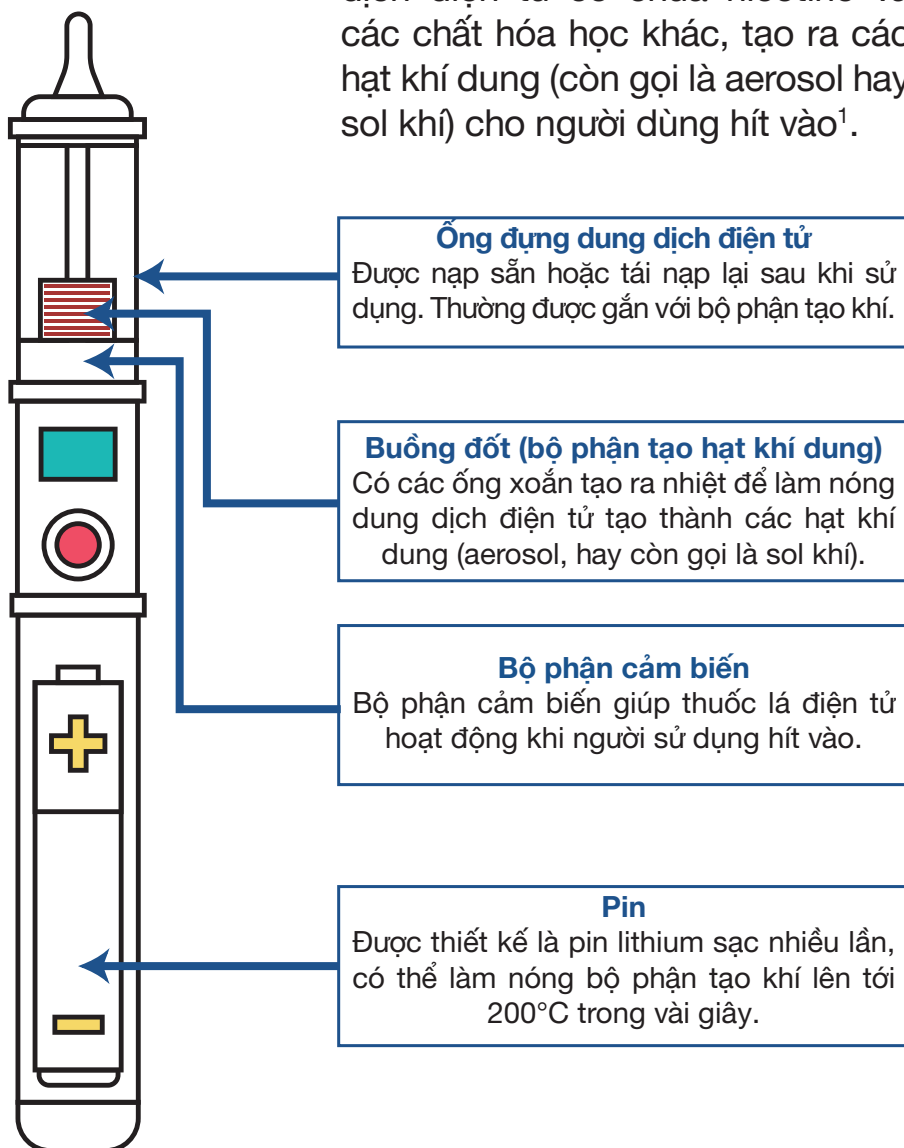 các chất hóa học khác, tạo ra các
hạt khí dung (còn gọi là aerosol hay
sol khí) cho người dùng hít vào¹.
Ống đựng dung dịch điện tử
Được nạp sẵn hoặc tái nạp lại sau khi sử
dụng. Thường được gắn với bộ phận tạo khí.
Buồng đốt (bộ phận tạo hạt khí dung)
Có các ống xoắn tạo ra nhiệt để làm nóng
dung dịch điện tử tạo thành các hạt khí
dung (aerosol, hay còn gọi là sol khí).
Bộ phận cảm biến
Bộ phận cảm biến giúp thuốc lá điện tử
hoạt động khi người sử dụng hít vào.
Pin
Được thiết kế là pin lithium sạc nhiều lần,
có thể làm nóng bộ phận tạo khí lên tới
200°C trong vài giây.